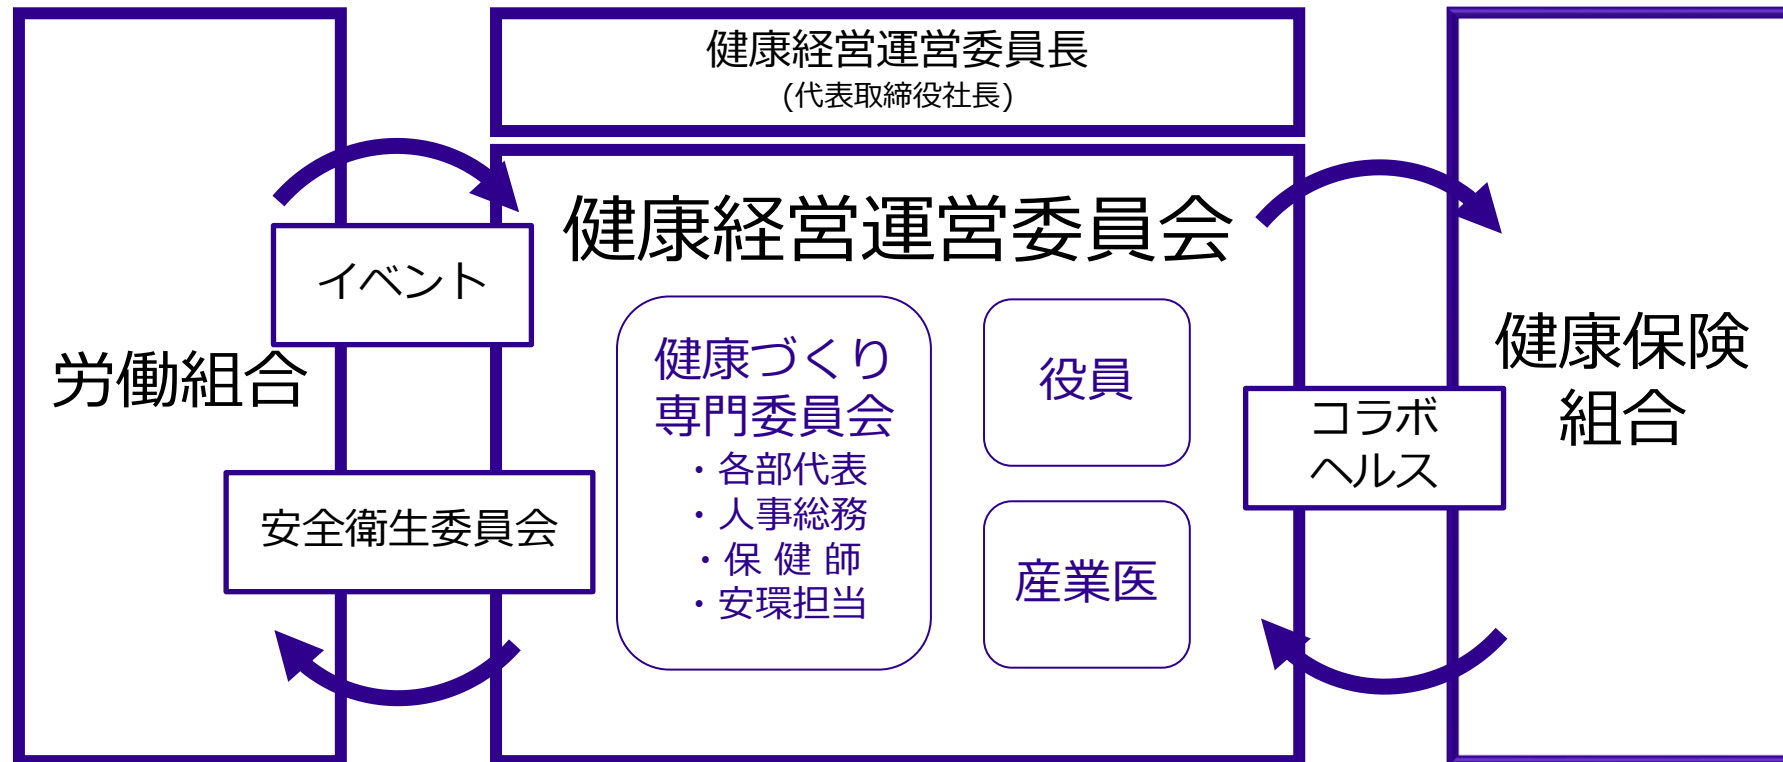 健康経営運営委員長
(代表取締役社長)
労働組合
イベント
安全衛生委員会
健康経営運営委員会
健康づくり
専門委員会
・各部代表
・人事総務
・保 健 師
・安環担当
役員
産業医
コラボ
ヘルス
健康保険
組合